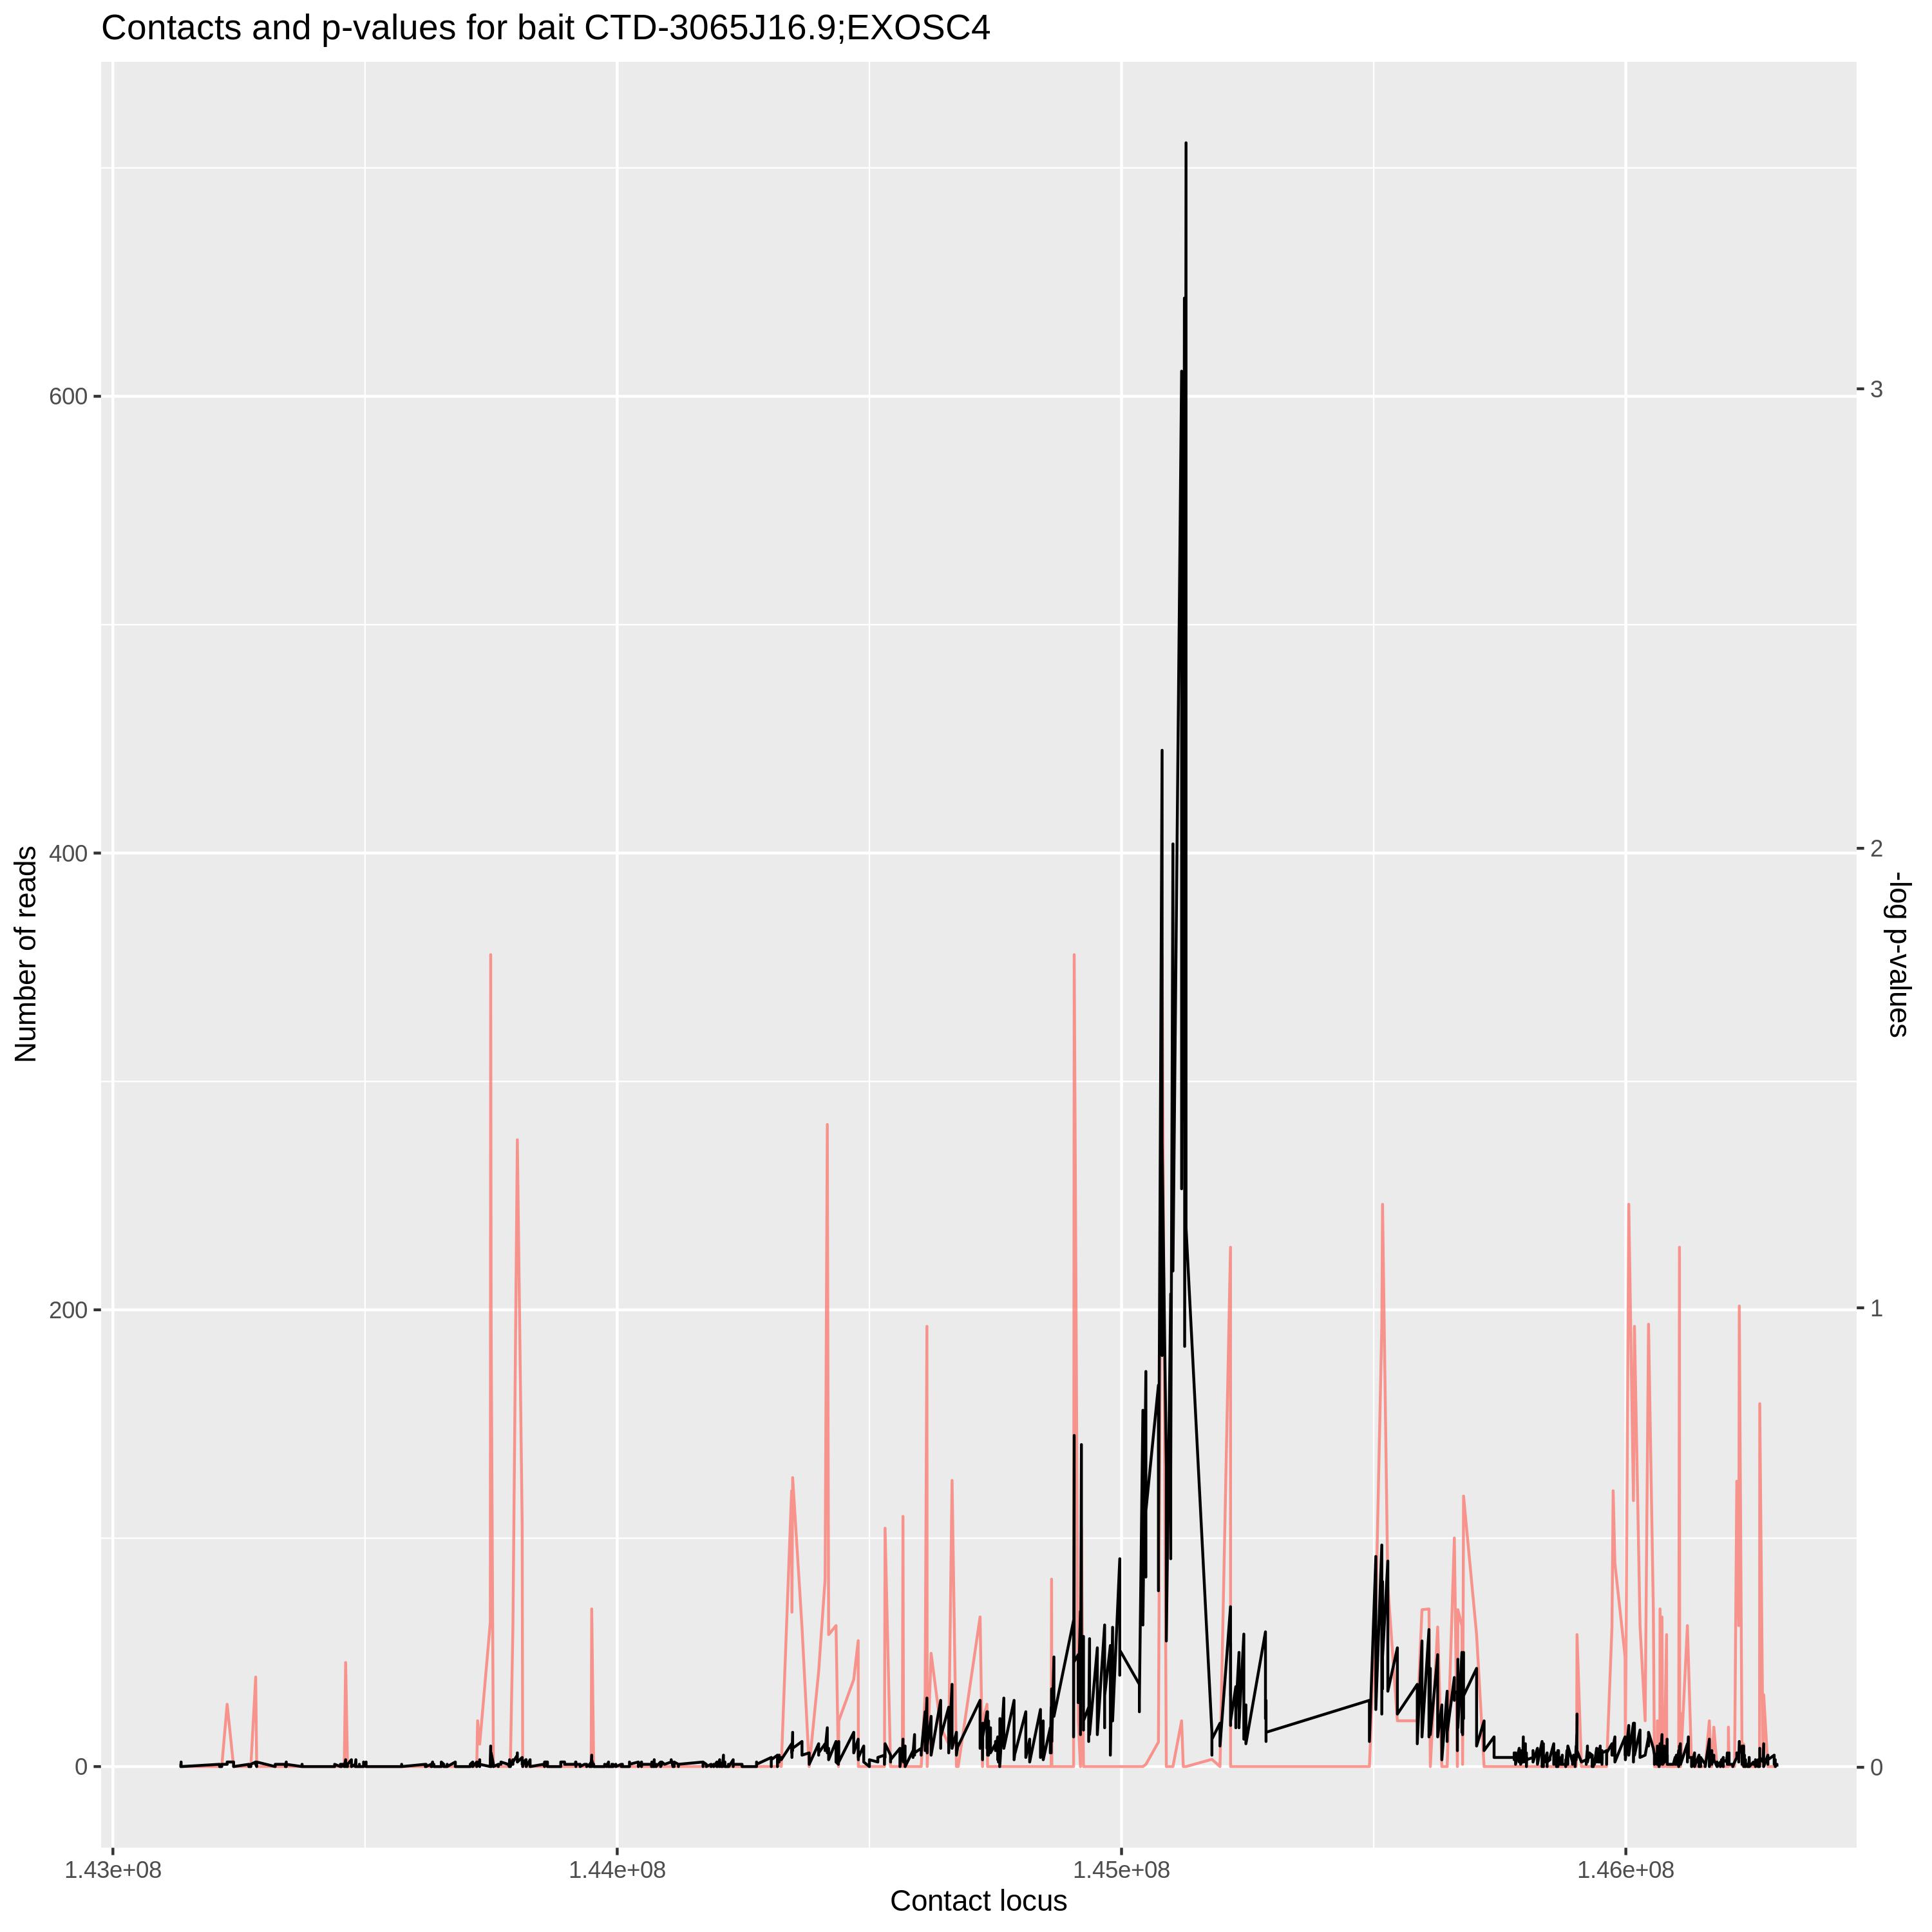 Contacts and p-values for bait CTD-3065J16.9;EXOSC4
Number of reads
600
400
200
0
3
2
1
0
-log p-values
1.43e+08
1.44e+08
1.45e+08
1.46e+08
Contact locus